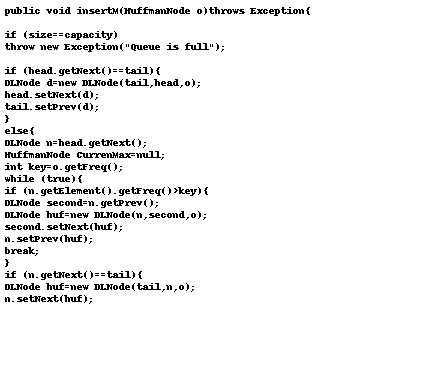 public void insertM(HuffmanNode o)throws Exception{
if (size==capacity)
throw new Exception("Queue is full");
if (head.getNext()==tail){
DLNode d=new DLNode(tail,head,o);
head.setNext(d);
tail.setPrev(d);
}
else{
DLNode n=head.getNext();
HuffmanNode CurrenMax=null;
int key=o.getFreq();
while (true){
if (n.getElement().getFreq()>key){
DLNode second=n.getPrev();
DLNode huf=new DLNode(n,second,o);
second.setNext(huf);
n.setPrev(huf);
break;
}
if (n.getNext()==tail){
DLNode huf=new DLNode(tail,n,o);
n.setNext(huf);